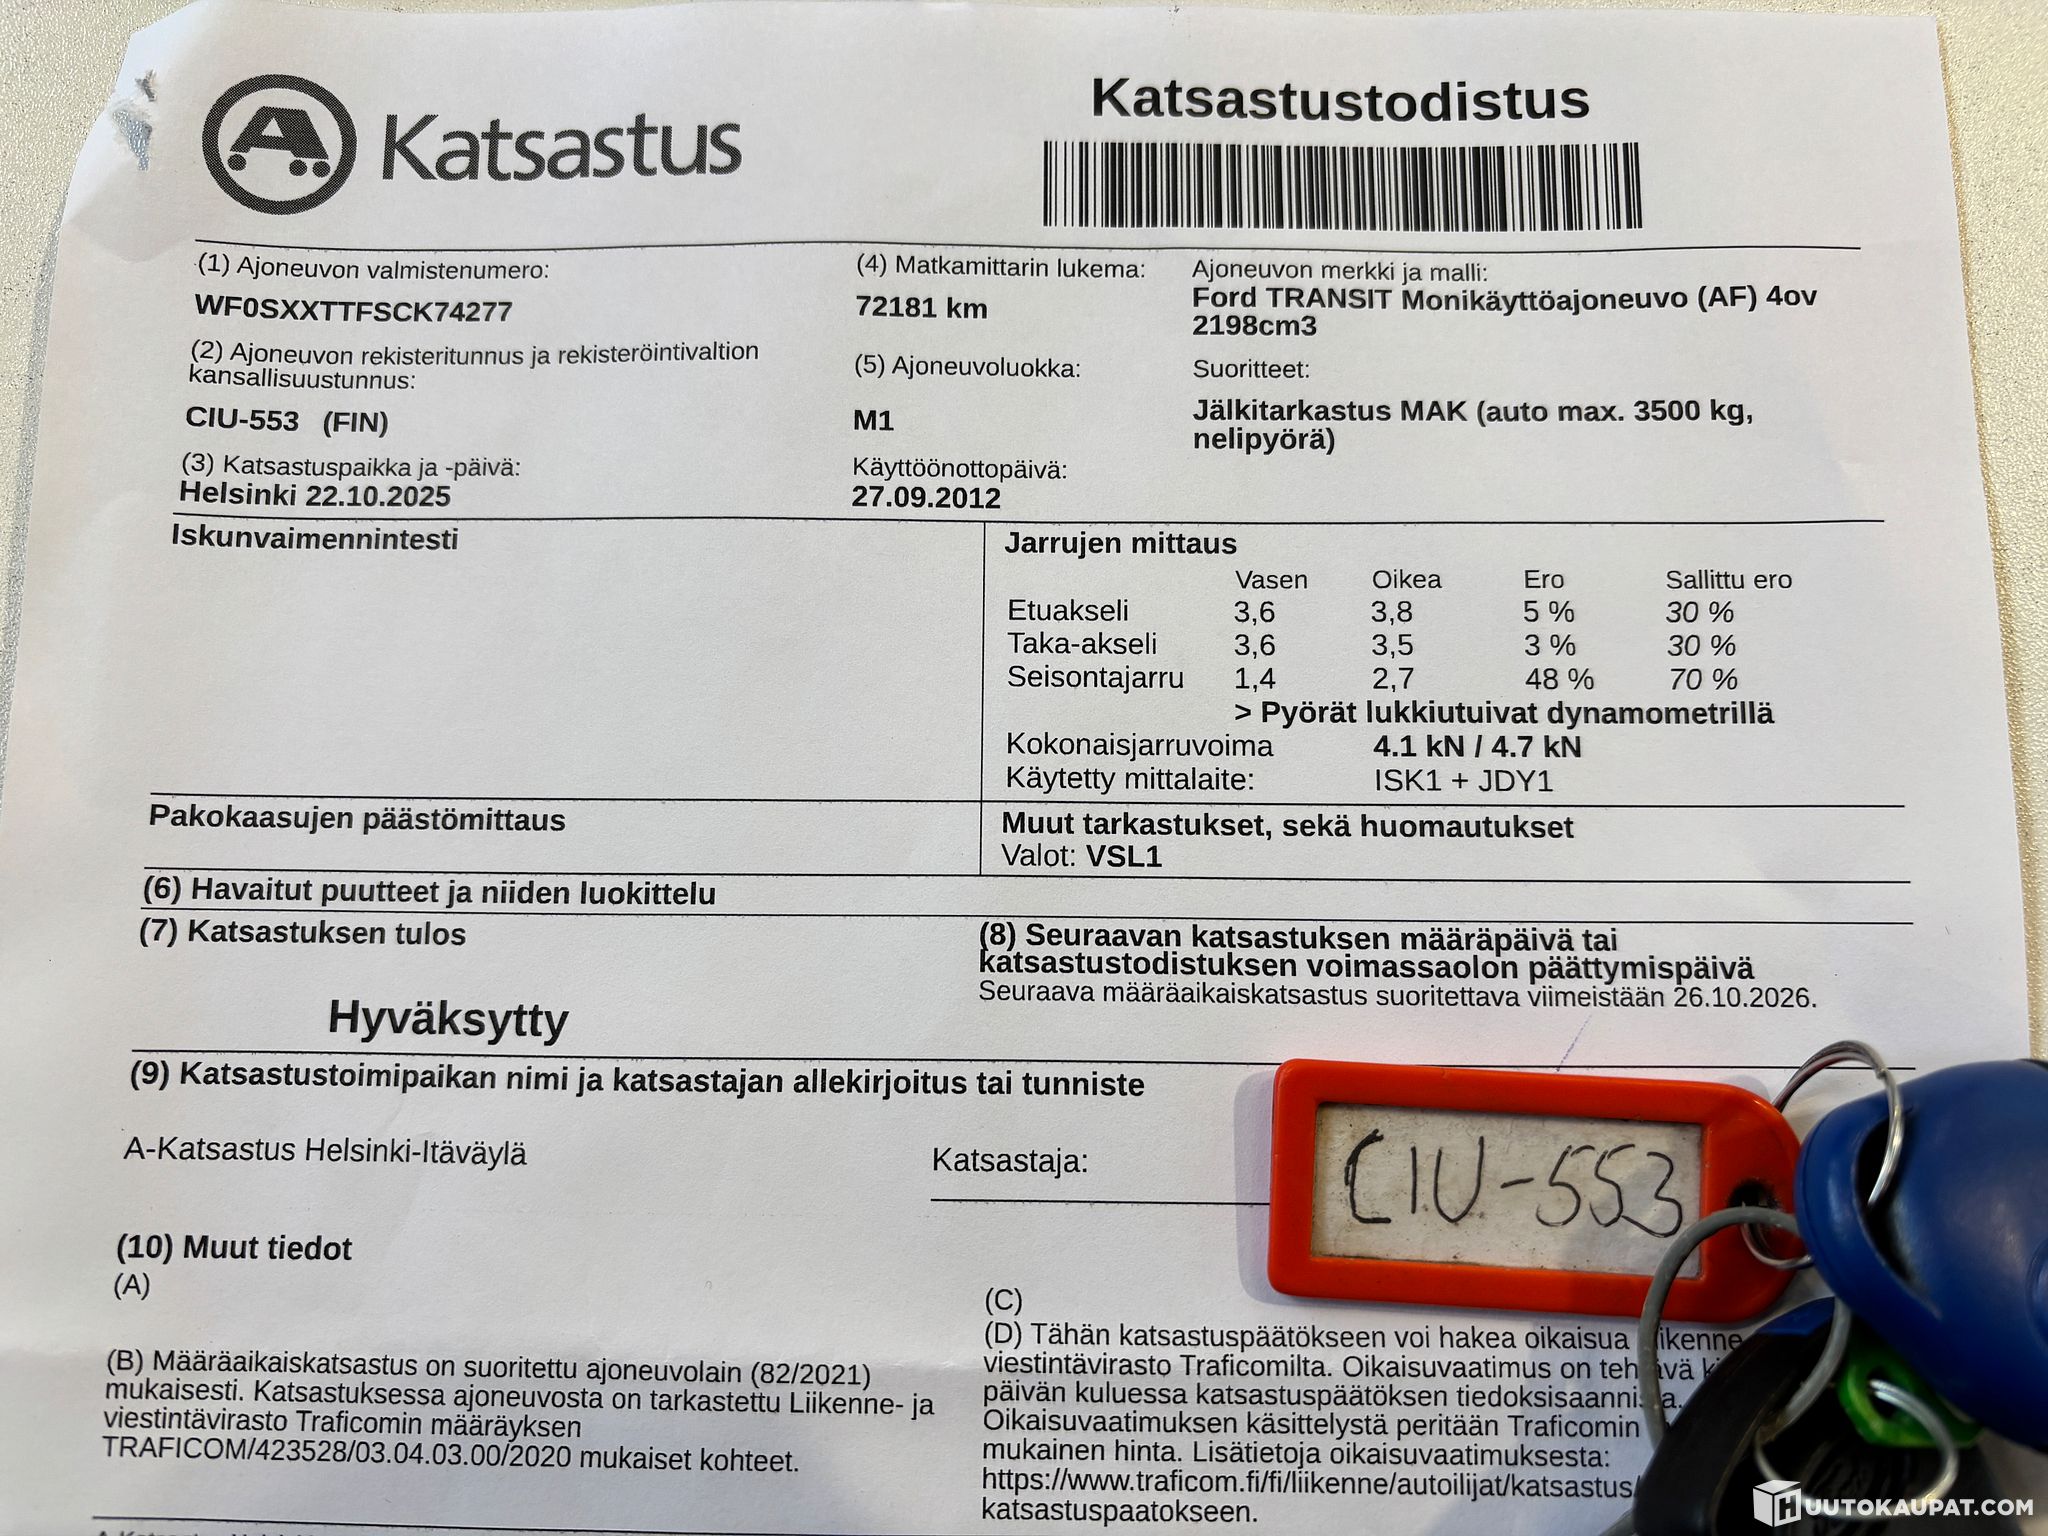 A Katsastus
Katsastustodistus
(1) Ajoneuvon valmistenumero:
WF0SXXTTFSCK74277
(4) Matkamittarin lukema:
72181 km
Ajoneuvon merkki ja malli:
Ford TRANSIT Monikäyttöajoneuvo (AF) 4ov
2198cm3
(2) Ajoneuvon rekisteritunnus ja rekisteröintivaltion
kansallisuustunnus:
CIU-553 (FIN)
(5) Ajoneuvoluokka:
M1
Suoritteet:
Jälkitarkastus MAK (auto max. 3500 kg,
nelipyörä)
(3) Katsastuspaikka ja -päivä:
Helsinki 22.10.2025
Käyttöönottopäivä:
27.09.2012
Iskunvaimennintesti
Jarrujen mittaus
Vasen Oikea Ero Sallittu ero
Etuakseli 3,6 3,8 5 % 30 %
Taka-akseli 3,6 3,5 3 % 30 %
Seisontajarru 1,4 2,7 48 % 70 %
> Pyörät lukkiutuivat dynamometrillä
Kokonaisjarruvoima 4.1 kN / 4.7 kN
Käytetty mittalaite: ISK1 + JDY1
Pakokaasujen päästömittaus
Muut tarkastukset, sekä huomautukset
Valot: VSL1
(6) Havaitut puutteet ja niiden luokittelu
(7) Katsastuksen tulos
Hyväksytty
(8) Seuraavan katsastuksen määräpäivä tai
katsastustodistuksen voimassaolon päättymispäivä
Seuraava määräaikaiskatsastus suoritettava viimeistään 26.10.2026.
(9) Katsastustoimipaikan nimi ja katsastajan allekirjoitus tai tunniste
A-Katsastus Helsinki-Itäväylä
Katsastaja:
CIU-553
(10) Muut tiedot
(A)
(B) Määräaikaiskatsastus on suoritettu ajoneuvolain (82/2021)
mukaisesti. Katsastuksessa ajoneuvosta on tarkastettu Liikenne- ja
viestintävirasto Traficomin määräyksen
TRAFICOM/423528/03.04.03.00/2020 mukaiset kohteet.
(C)
(D) Tähän katsastuspäätökseen voi hakea oikaisua
viestintävirasto Traficomilta. Oikaisuvaatimus on
päivän kuluessa katsastuspäätöksen
Oikaisuvaatimuksen käsittelystä peritään Traficomin
mukainen hinta. Lisätietoja oikaisuvaatimuksesta:
https://www.traficom.fi/fi/liikenne/autoilijat/katsastus/
katsastuspaatokseen.
HUUTOKAUPAT.COM